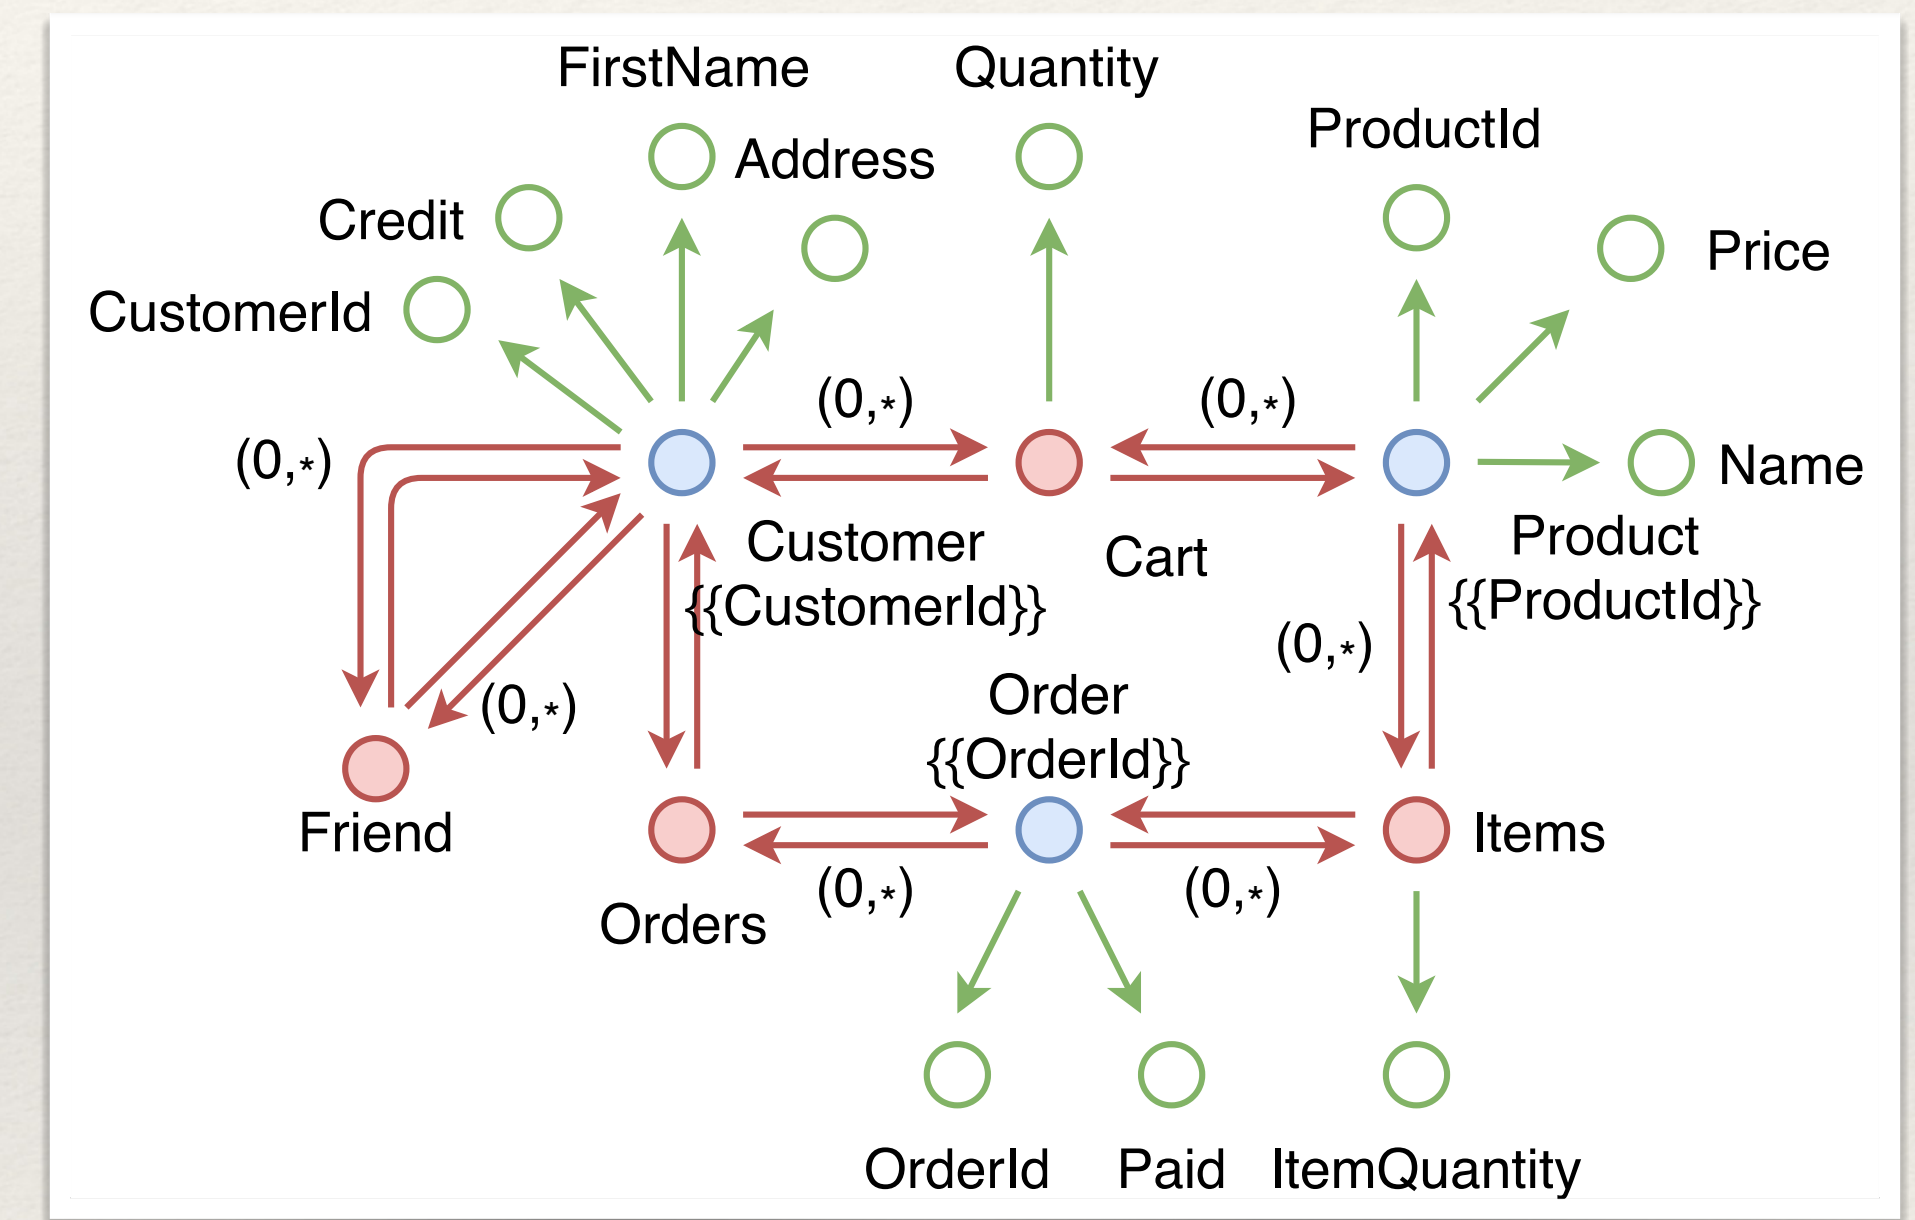 FirstName
Quantity
ProductId
Address
Credit
Price
CustomerId
(0,*)
(0,*)
(0,*)
Name
Customer
{{CustomerId}}
Cart
Product
{{ProductId}}
(0,*)
(0,*)
Order
{{OrderId}}
Friend
Items
Orders
(0,*)
(0,*)
OrderId
Paid
ItemQuantity